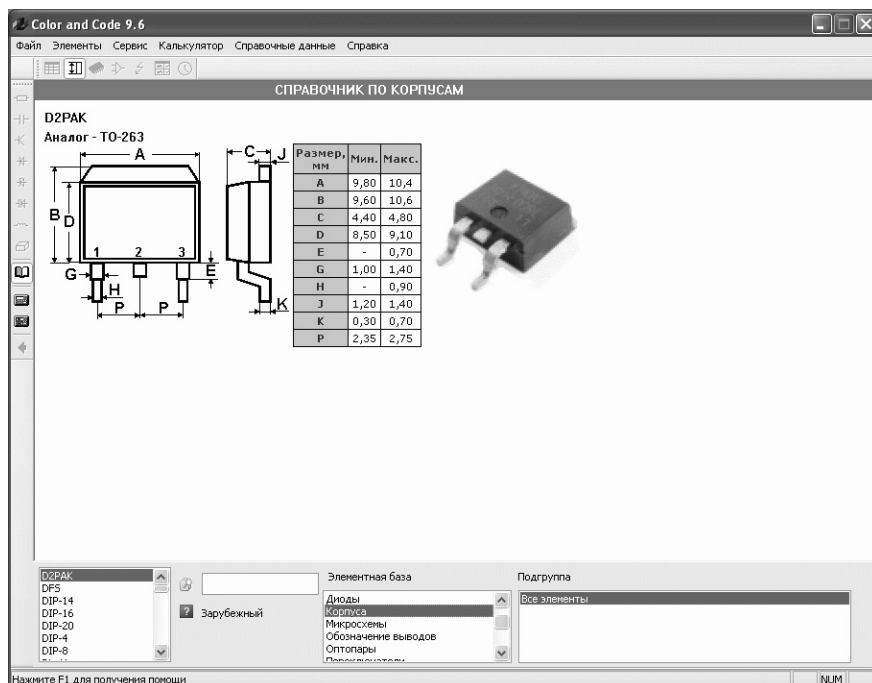 Color and Code 9.6
Файл Элементы Сервис Калькулятор Справочные данные Справка
СПРАВОЧНИК ПО КОРПУСАМ
D2PAK
Аналог - TO-263
A
C
J
B
D
1 2 3
G
E
H
P P
K
Размер, мм Мин. Макс.
A 9,80 10,4
B 9,60 10,6
C 4,40 4,80
D 8,50 9,10
E - 0,70
G 1,00 1,40
H - 0,90
J 1,20 1,40
K 0,30 0,70
P 2,35 2,75
D2PAK
DFS
DIP-14
DIP-16
DIP-20
DIP-4
DIP-8
? Зарубежный
Элементная база
Диоды
Корпуса
Микросхемы
Обозначение выводов
Оптопары
Переключатели
Подгруппа
Все элементы
Нажмите F1 для получения помощи
NUM